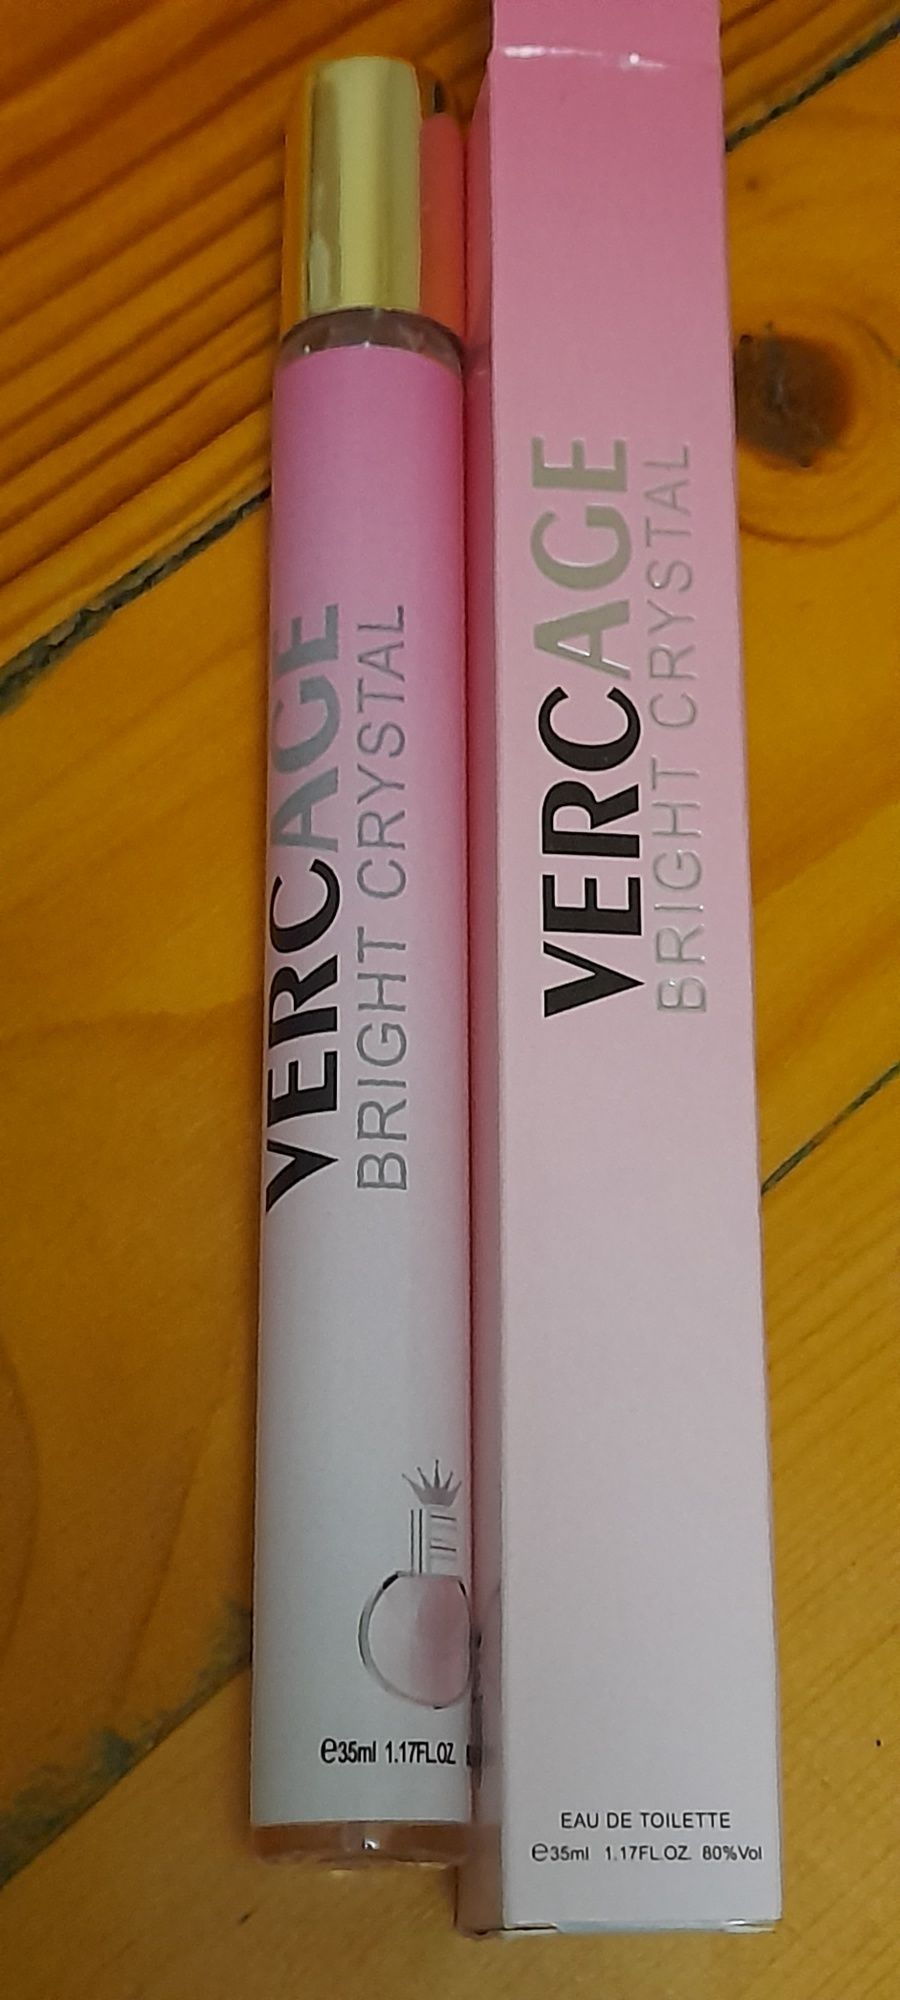 VERCAGE
BRIGHT CRYSTAL
℮35ml 1.17FL.OZ
VERCAGE
BRIGHT CRYSTAL
EAU DE TOILETTE
℮35ml 1.17FL.OZ. 80%Vol